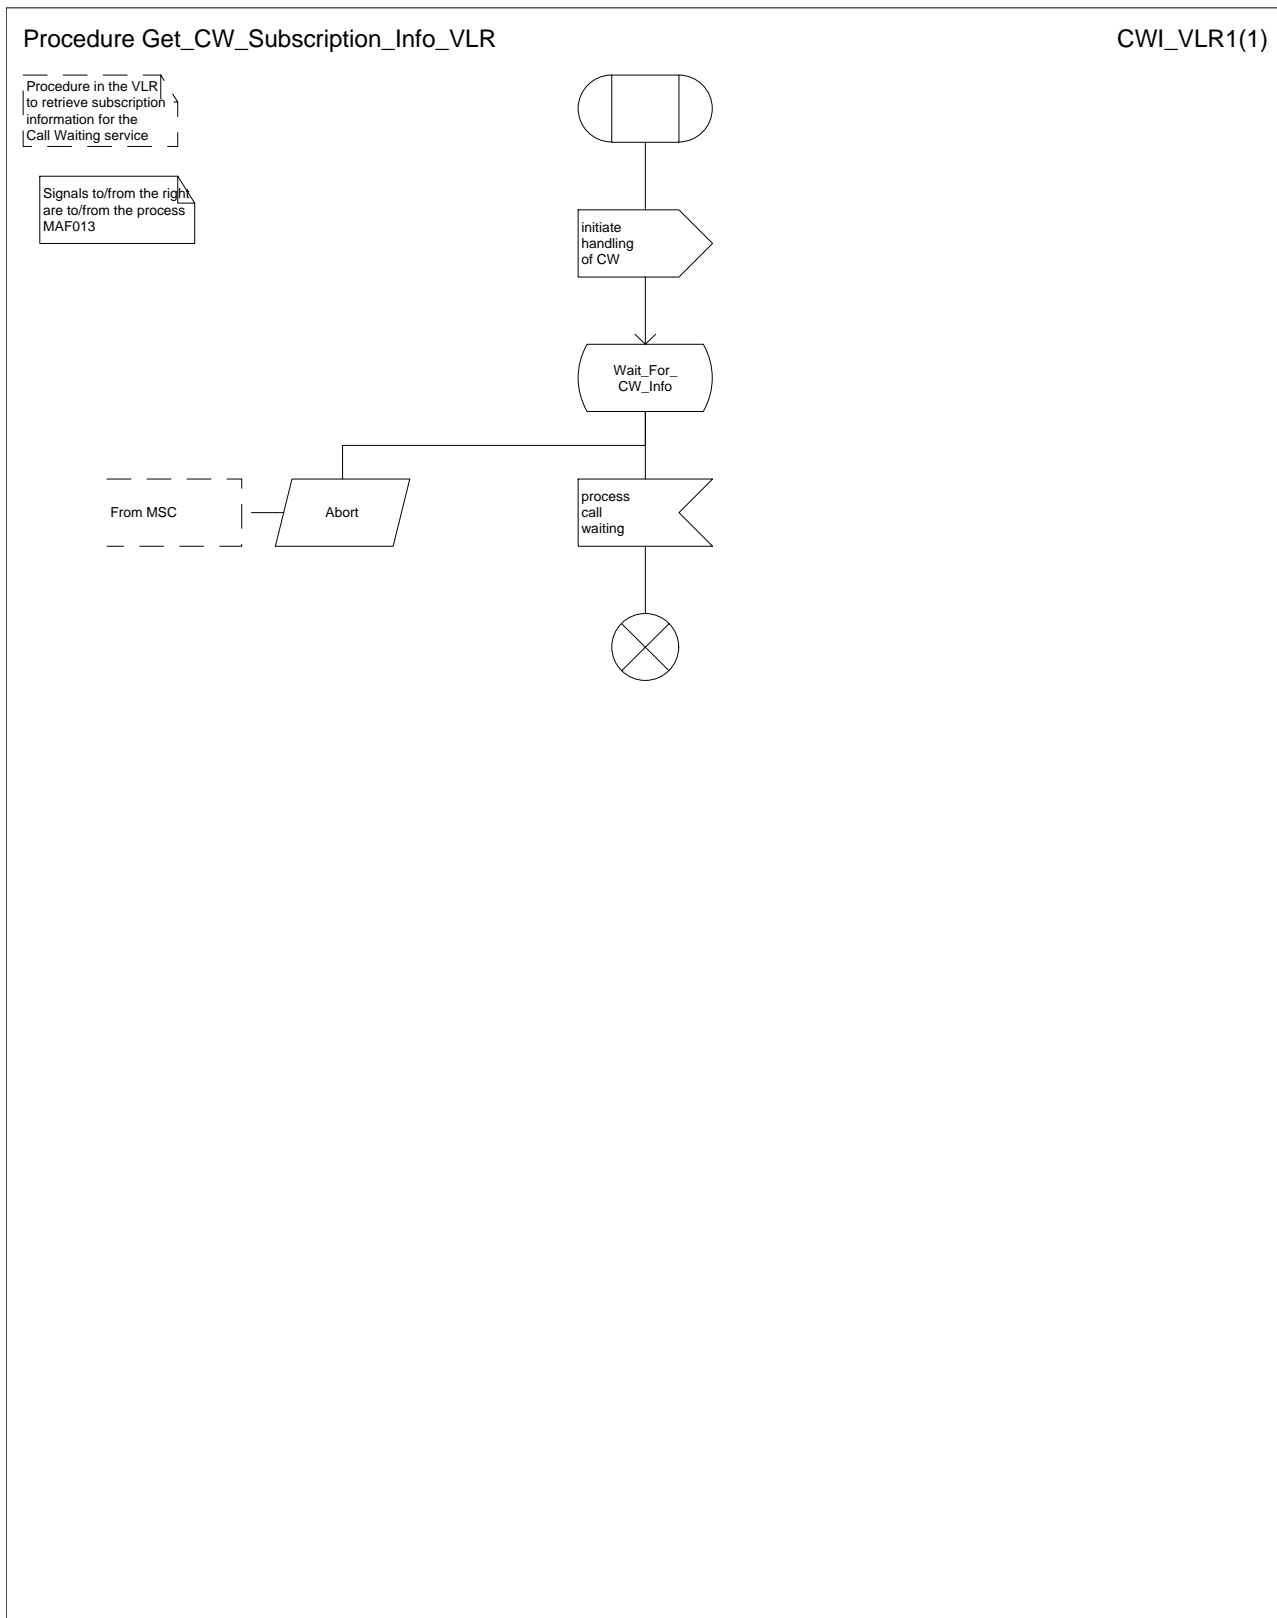 Procedure Get_CW_Subscription_Info_VLR
CWI_VLR1(1)
Procedure in the VLR
to retrieve subscription
information for the
Call Waiting service
Signals to/from the right
are to/from the process
MAF013
initiate
handling
of CW
Wait_For_
CW_Info
From MSC
Abort
process
call
waiting